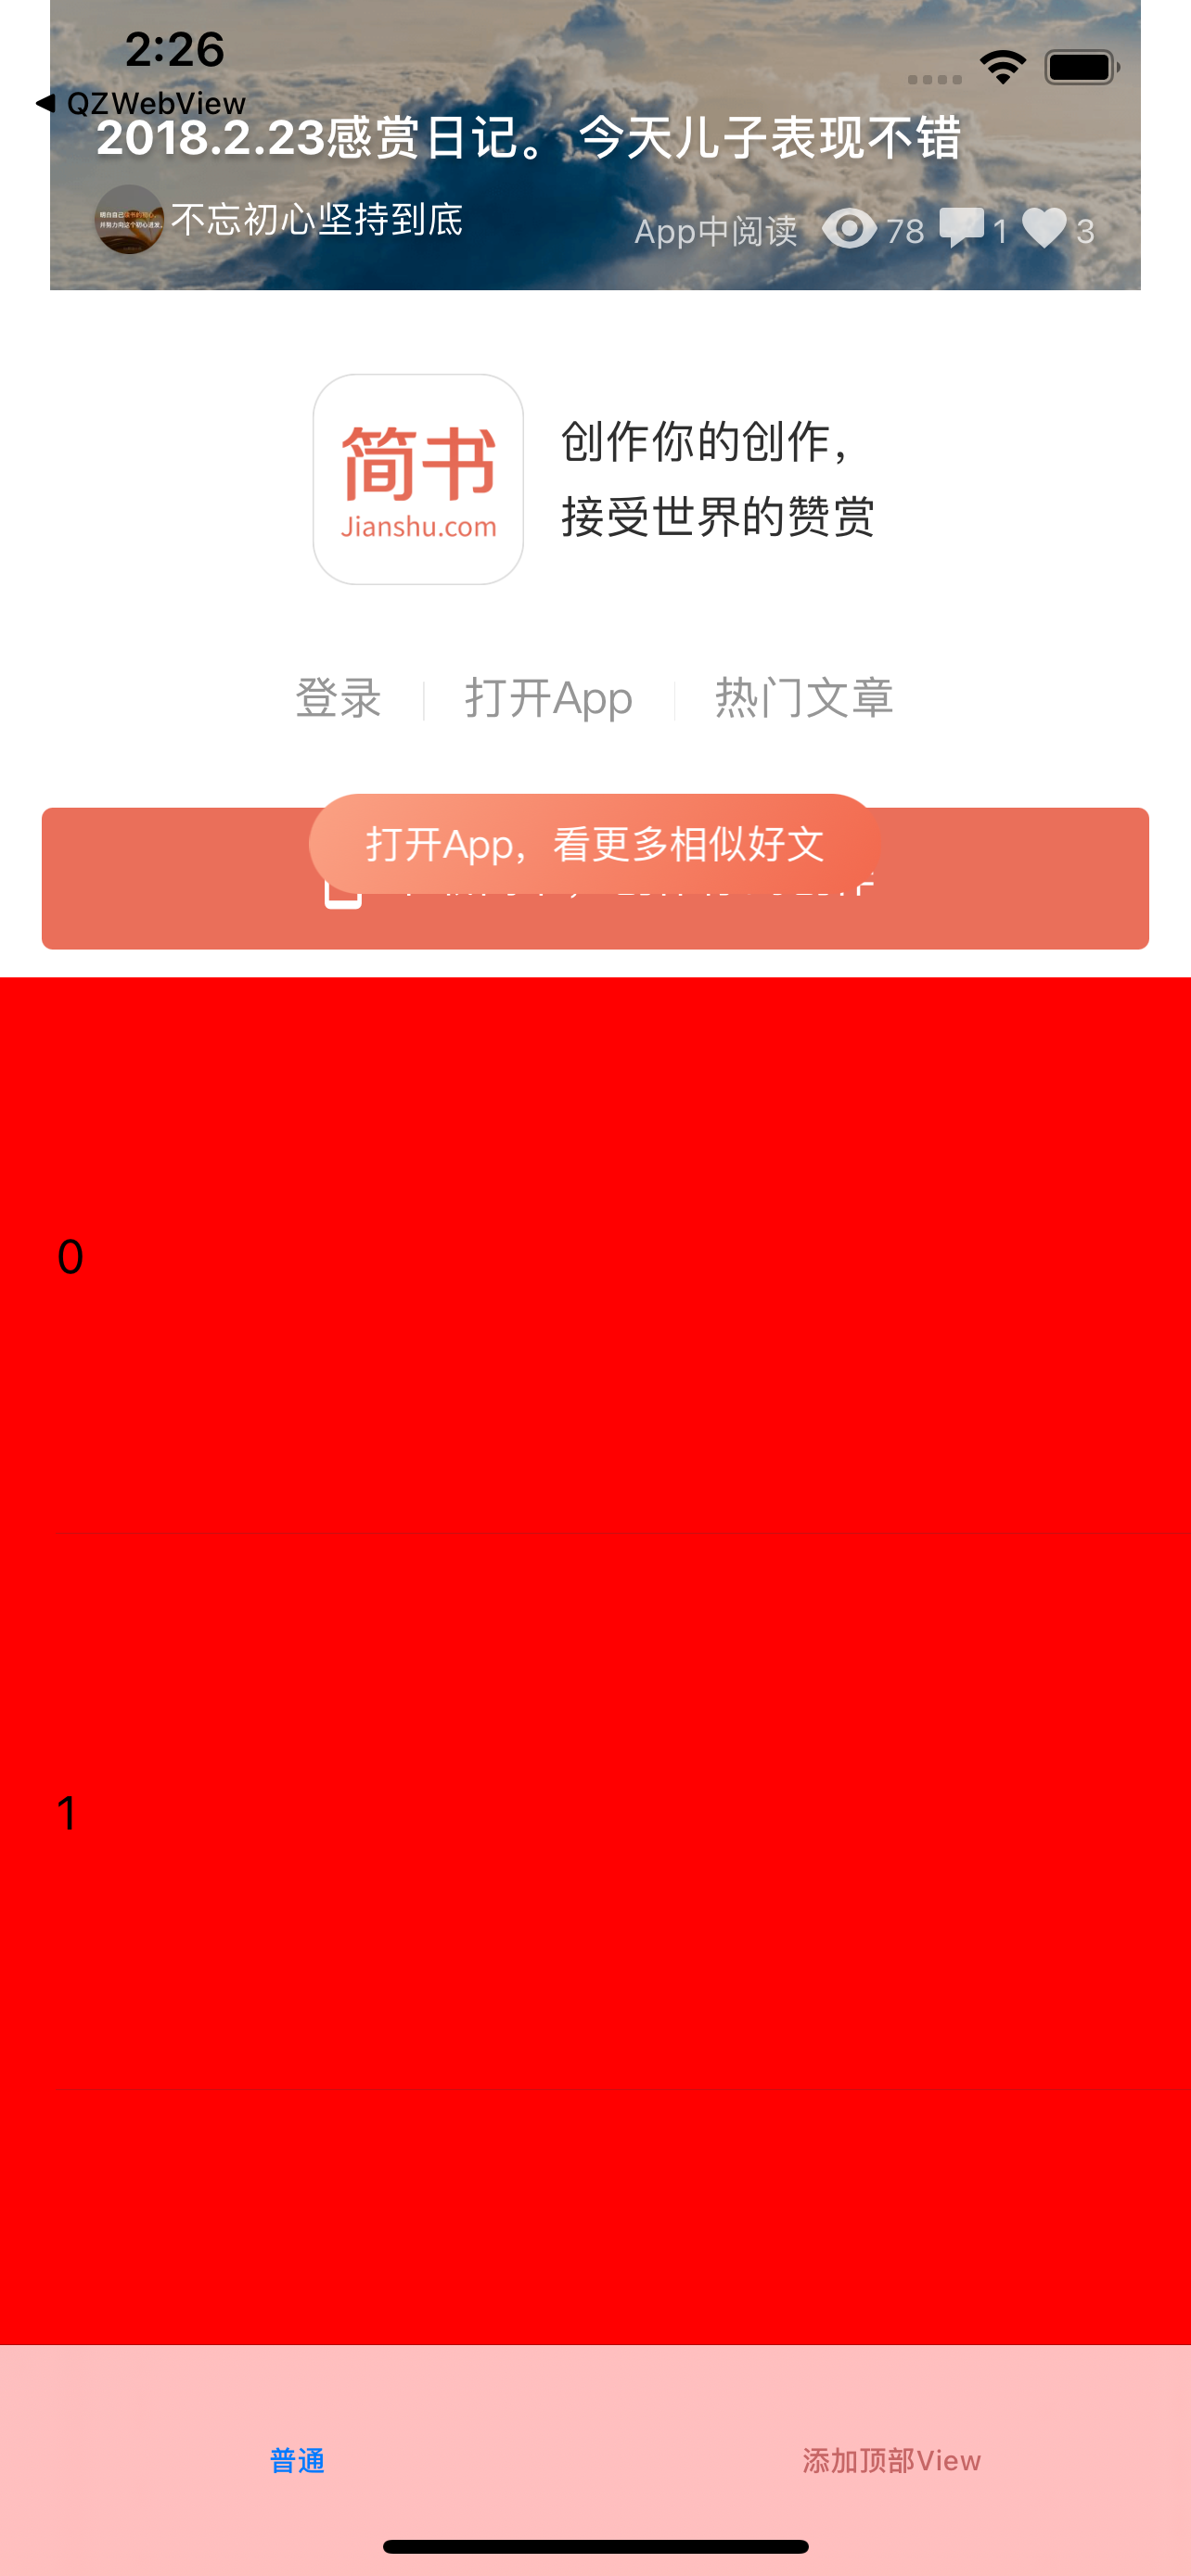 2:26
QZWebView
2018.2.23感赏日记。 今天儿子表现不错
不忘初心坚持到底
App中阅读 78 1 3
简书
Jianshu.com
创作你的创作，
接受世界的赞赏
登录 打开App 热门文章
打开App，看更多相似好文
0
1
普通 添加顶部View